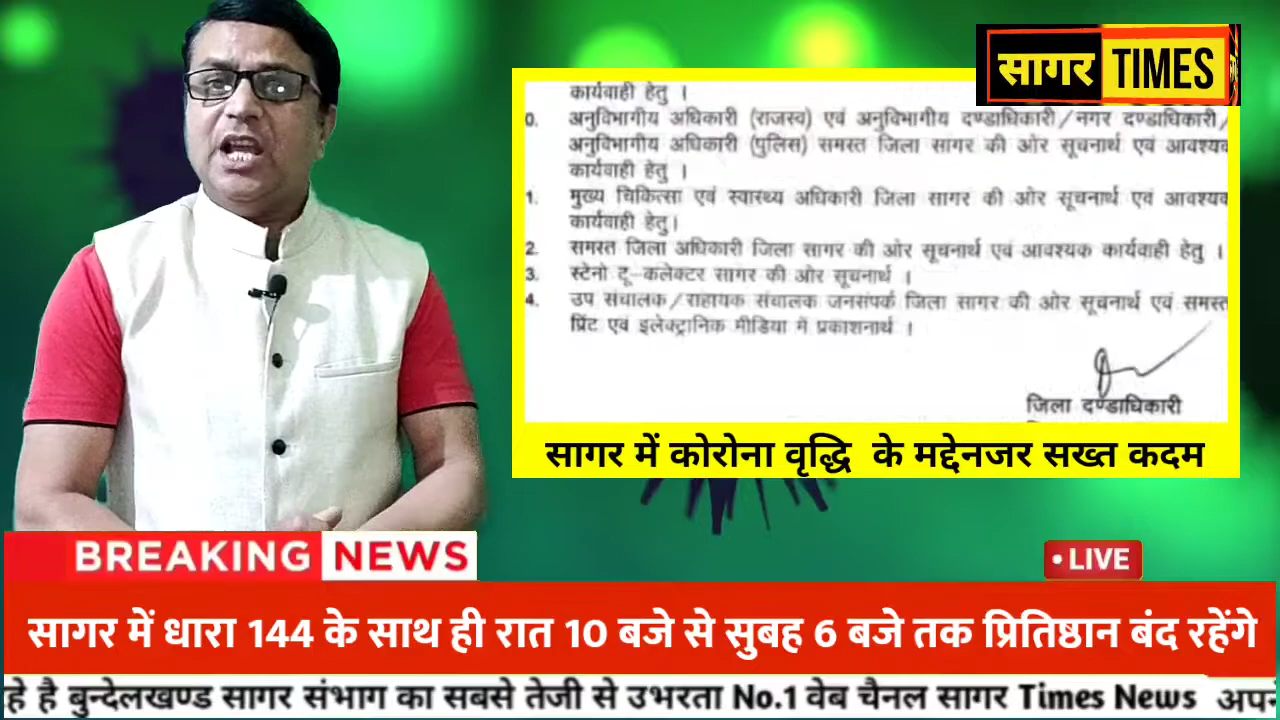 सागर TIMES
कार्यवाही हेतु ।
0. अनुविभागीय अधिकारी (राजस्व) एवं अनुविभागीय दण्डाधिकारी/नगर दण्डाधिकारी/
अनुविभागीय अधिकारी (पुलिस) समस्त जिला सागर की ओर सूचनार्थ एवं आवश्यक
कार्यवाही हेतु ।
1. मुख्य चिकित्सा एवं स्वास्थ्य अधिकारी जिला सागर की ओर सूचनार्थ एवं आवश्यक
कार्यवाही हेतु।
2. समस्त जिला अधिकारी जिला सागर की ओर सूचनार्थ एवं आवश्यक कार्यवाही हेतु ।
3. स्टेनो टू-कलेक्टर सागर की ओर सूचनार्थ ।
4. उप संचालक/सहायक संचालक जनसंपर्क जिला सागर की ओर सूचनार्थ एवं समस्त
प्रिंट एवं इलेक्ट्रानिक मीडिया में प्रकाशनार्थ ।
जिला दण्डाधिकारी
सागर में कोरोना वृद्धि के मद्देनजर सख्त कदम
BREAKING NEWS
• LIVE
सागर में धारा 144 के साथ ही रात 10 बजे से सुबह 6 बजे तक प्रितिष्ठान बंद रहेंगे
हे है बुन्देलखण्ड सागर संभाग का सबसे तेजी से उभरता No.1 वेब चैनल सागर Times News अपने